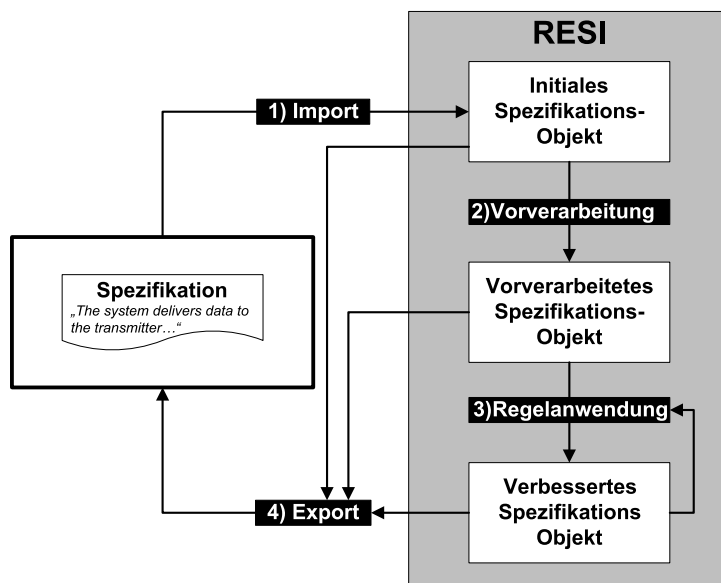 RESI
Initiales
Spezifikations-
Objekt
1) Import
2)Vorverarbeitung
Spezifikation
„The system delivers data to
the transmitter…“
Vorverarbeitetes
Spezifikations-
Objekt
3)Regelanwendung
Verbessertes
Spezifikations
Objekt
4) Export